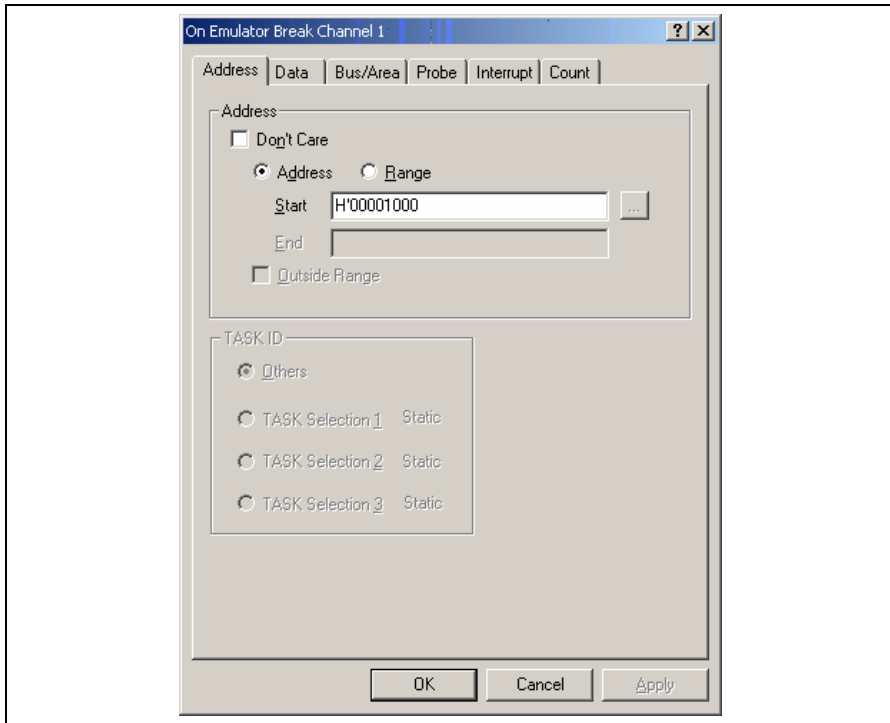 On Emulator Break Channel 1
Address Data Bus/Area Probe Interrupt Count
Address
Don't Care
Address Range
Start H'00001000 ...
End
Outside Range
TASK ID
Others
TASK Selection 1 Static
TASK Selection 2 Static
TASK Selection 3 Static
OK Cancel Apply